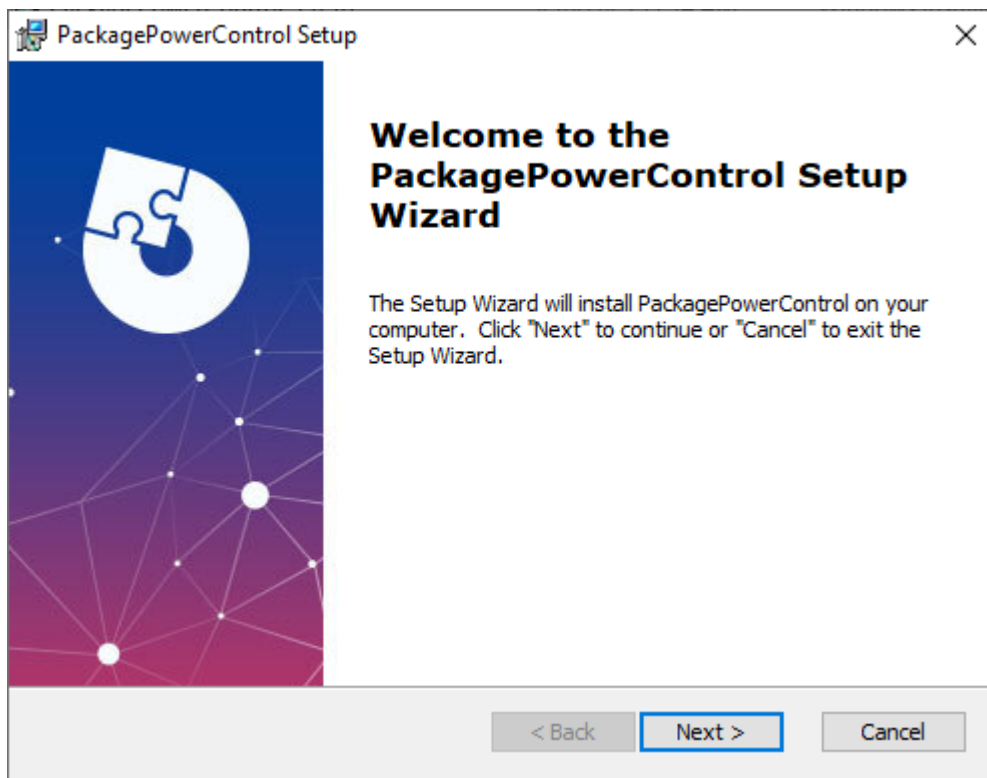 PackagePowerControl Setup
Welcome to the
PackagePowerControl Setup
Wizard
The Setup Wizard will install PackagePowerControl on your
computer.  Click "Next" to continue or "Cancel" to exit the
Setup Wizard.
< Back
Next >
Cancel